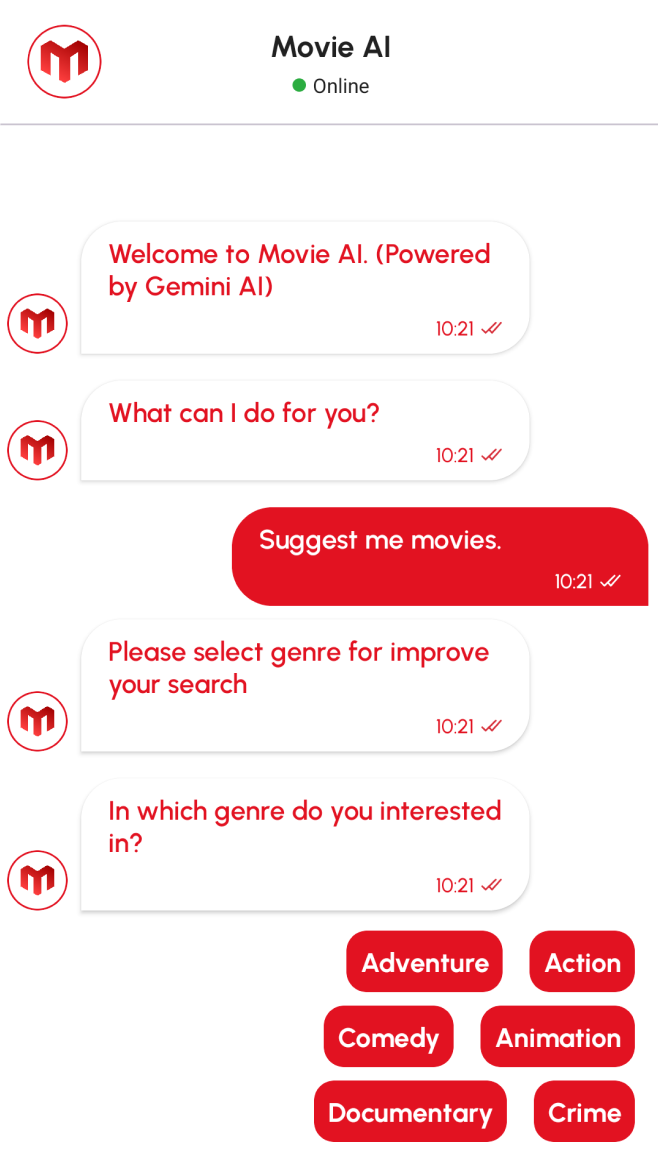 Movie AI
Online
Welcome to Movie AI. (Powered
by Gemini AI)
10:21
What can I do for you?
10:21
Suggest me movies.
10:21
Please select genre for improve
your search
10:21
In which genre do you interested
in?
10:21
Adventure Action
Comedy Animation
Documentary Crime